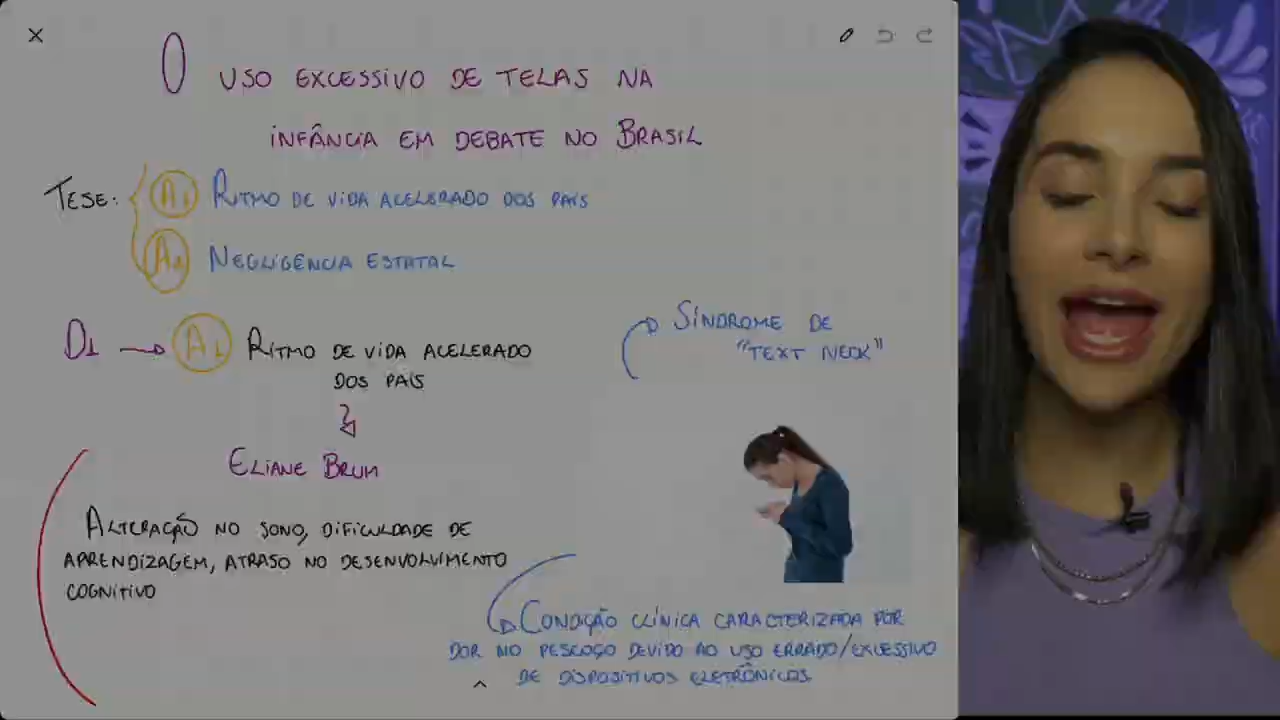 O USO EXCESSIVO DE TELAS NA
INFÂNCIA EM DEBATE NO BRASIL
TESE: A1 RITMO DE VIDA ACELERADO DOS PAIS
A2 NEGLIGÊNCIA ESTATAL
D1 → A1 RITMO DE VIDA ACELERADO
DOS PAIS
ELIANE BRUM
ALTERAÇÃO NO SONO, DIFICULDADE DE
APRENDIZAGEM, ATRASO NO DESENVOLVIMENTO
COGNITIVO
SÍNDROME DE
"TEXT NECK"
CONDIÇÃO CLÍNICA CARACTERIZADA POR
DOR NO PESCOÇO DEVIDO AO USO ERRADO/EXCESSIVO
DE DISPOSITIVOS ELETRÔNICOS